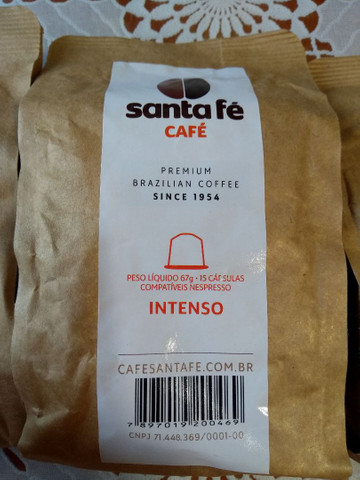 santa fé
CAFÉ
PREMIUM
BRAZILIAN COFFEE
SINCE 1954
PESO LÍQUIDO 67g - 15 CÁPSULAS
COMPATÍVEIS NESPRESSO
INTENSO
CAFESANTAFE.COM.BR
7 897019 200469
CNPJ 71.448.369/0001-00